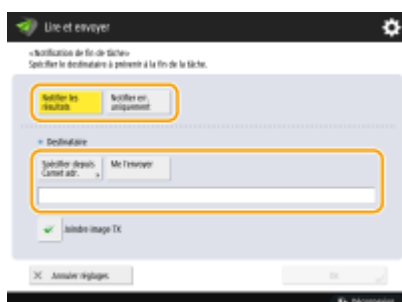 Lire et envoyer
<Notification de fin de tâche>
Spécifier le destinataire à prévenir à la fin de la tâche.
Notifier les résultats
Notifier err. uniquement
Destinataire
Spécifier depuis Carnet adr.
Me l'envoyer
Joindre image TX
Annuler réglages
OK
Déconnexion